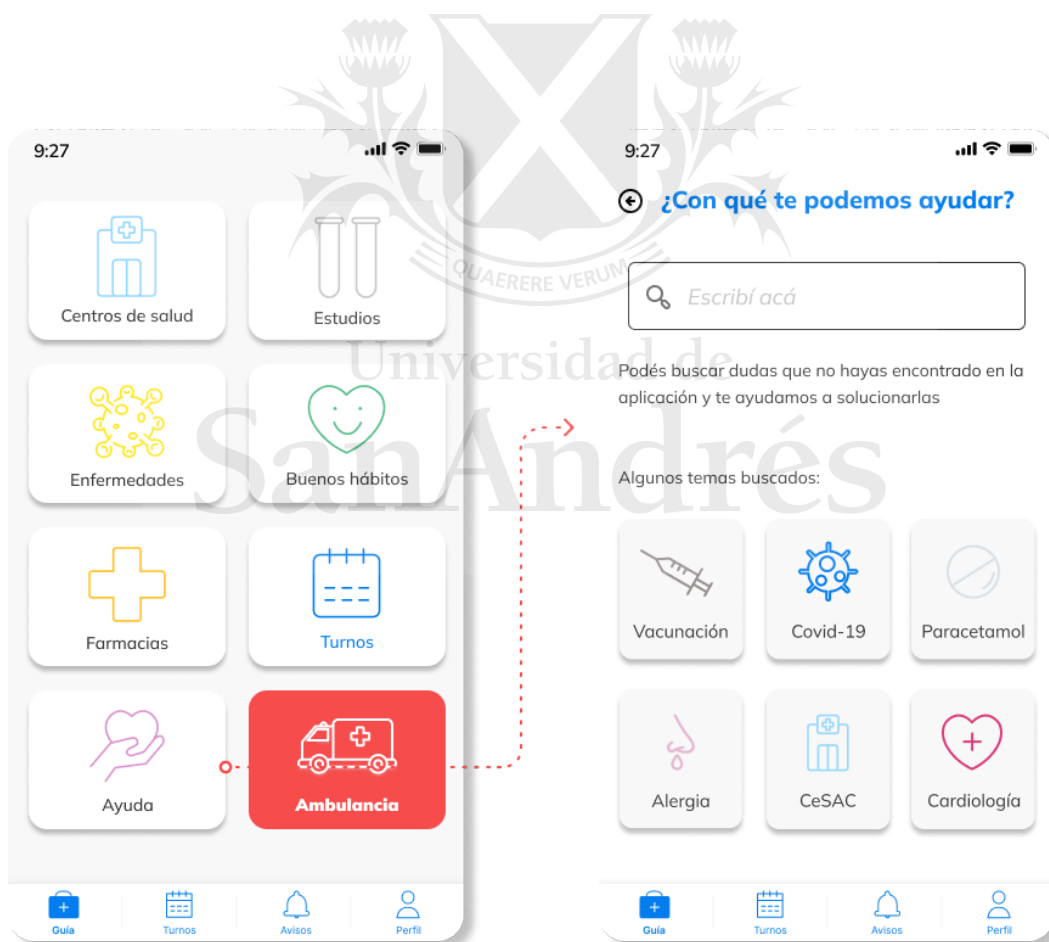 9:27
Centros de salud
Estudios
Enfermedades
Buenos hábitos
Farmacias
Turnos
Ayuda
Ambulancia
Guía
Turnos
Avisos
Perfil
9:27
¿Con qué te podemos ayudar?
Escribí acá
Podés buscar dudas que no hayas encontrado en la
aplicación y te ayudamos a solucionarlas
Algunos temas buscados:
Vacunación
Covid-19
Paracetamol
Alergia
CeSAC
Cardiología
Guía
Turnos
Avisos
Perfil
QUAERERE VERUM
Universidad de
SanAndrés